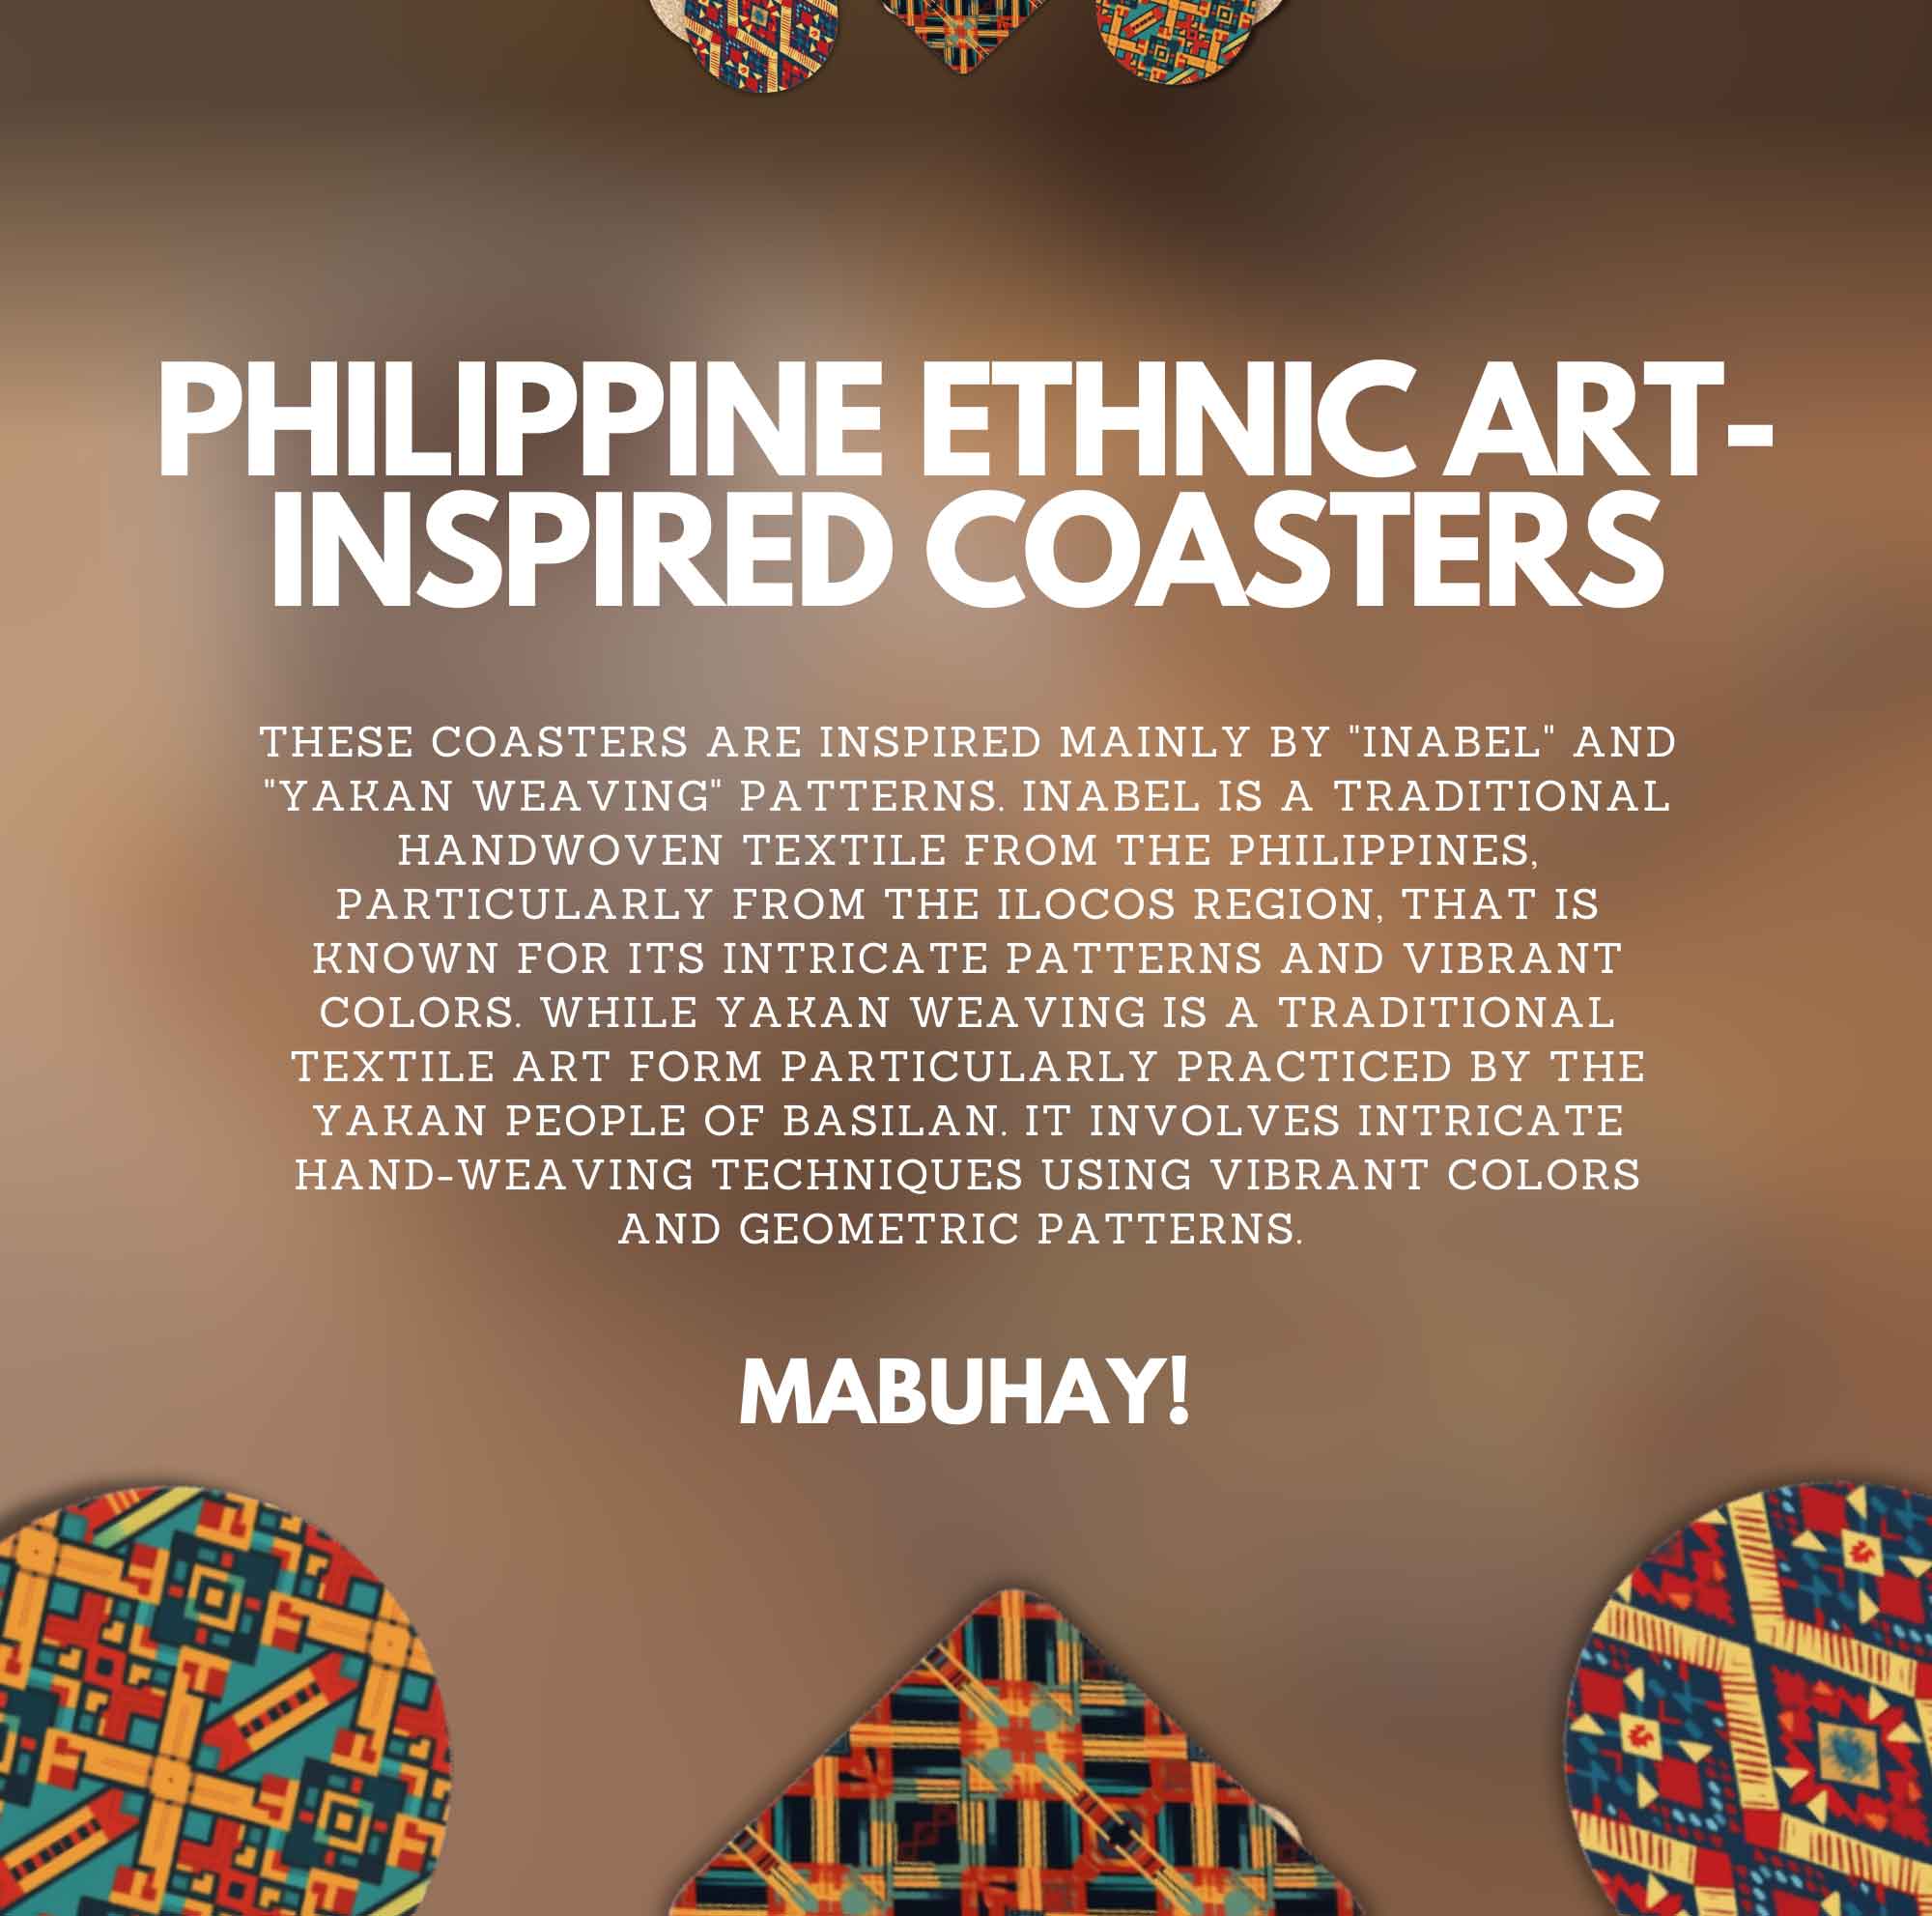 PHILIPPINE ETHNIC ART-
INSPIRED COASTERS
THESE COASTERS ARE INSPIRED MAINLY BY "INABEL" AND
"YAKAN WEAVING" PATTERNS. INABEL IS A TRADITIONAL
HANDWOVEN TEXTILE FROM THE PHILIPPINES,
PARTICULARLY FROM THE ILOCOS REGION, THAT IS
KNOWN FOR ITS INTRICATE PATTERNS AND VIBRANT
COLORS. WHILE YAKAN WEAVING IS A TRADITIONAL
TEXTILE ART FORM PARTICULARLY PRACTICED BY THE
YAKAN PEOPLE OF BASILAN. IT INVOLVES INTRICATE
HAND-WEAVING TECHNIQUES USING VIBRANT COLORS
AND GEOMETRIC PATTERNS.
MABUHAY!